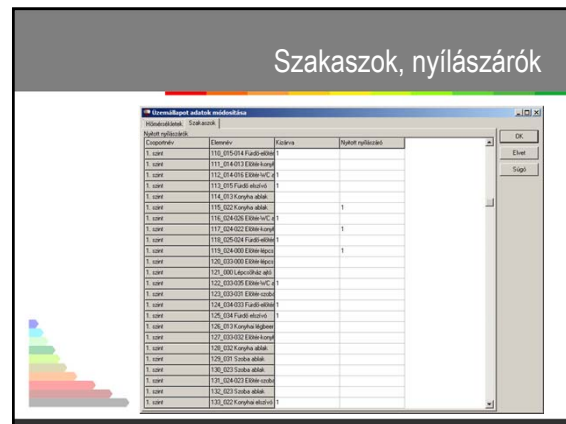 Szakaszok, nyílászárók
Üzemállapot adatok módosítása
Hőmérsékletek Szakaszok
Nyitott nyílászárók
Csoportnév Elemnév Kizárva Nyitott nyílászáró
OK
Elvet
Súgó
1. szint 110_015-014 Fürdő-előtér 1
1. szint 111_014-013 Előtér-konyh
1. szint 112_014-016 Előtér-WC a 1
1. szint 113_015 Fürdő elszívó 1
1. szint 114_013 Konyha ablak
1. szint 115_022 Konyha ablak 1
1. szint 116_024-026 Előtér-WC a 1
1. szint 117_024-022 Előtér-konyh 1
1. szint 118_025-024 Fürdő-előtér 1
1. szint 119_024-000 Előtér-lépcs 1
1. szint 120_033-000 Előtér-lépcs
1. szint 121_000 Lépcsőház ajtó
1. szint 122_033-035 Előtér-WC a 1
1. szint 123_033-031 Előtér-szoba
1. szint 124_034-033 Fürdő-előtér 1
1. szint 125_034 Fürdő elszívó 1
1. szint 126_013 Konyhai légbeer
1. szint 127_033-032 Előtér-konyh
1. szint 128_032 Konyha ablak
1. szint 129_031 Szoba ablak
1. szint 130_023 Szoba ablak
1. szint 131_024-023 Előtér-szoba
1. szint 132_023 Szoba ablak
1. szint 133_022 Konyhai elszívó 1